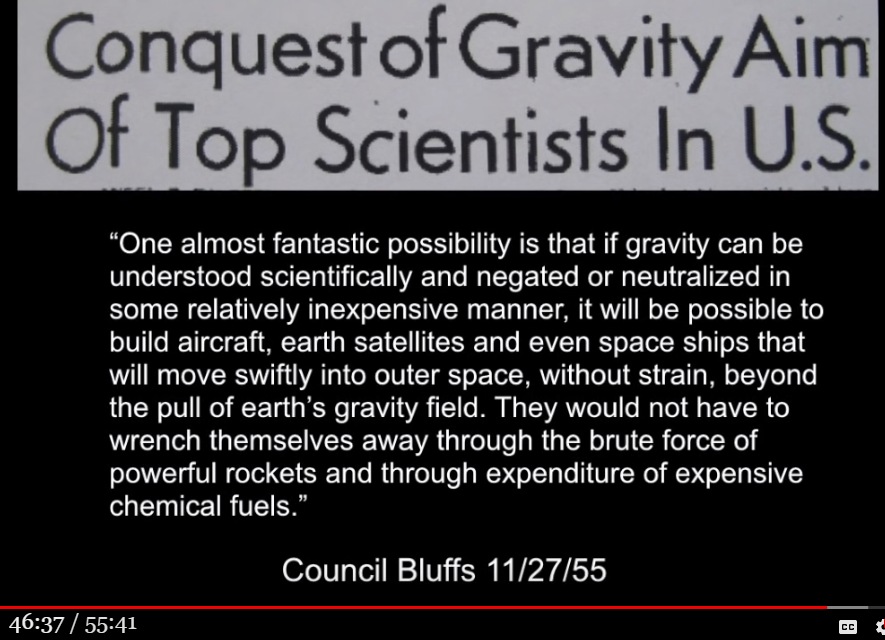 Conquest of Gravity Aim
Of Top Scientists In U.S.
“One almost fantastic possibility is that if gravity can be
understood scientifically and negated or neutralized in
some relatively inexpensive manner, it will be possible to
build aircraft, earth satellites and even space ships that
will move swiftly into outer space, without strain, beyond
the pull of earth’s gravity field. They would not have to
wrench themselves away through the brute force of
powerful rockets and through expenditure of expensive
chemical fuels.”
Council Bluffs 11/27/55
46:37 / 55:41
CC